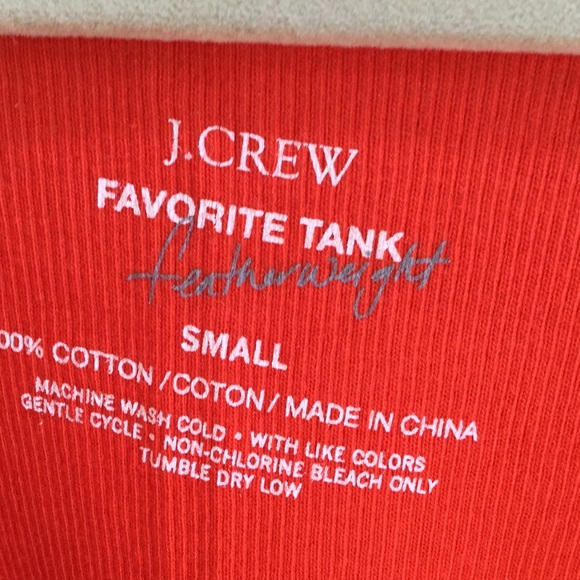 J.CREW
FAVORITE TANK
featherweight
SMALL
00% COTTON / COTON / MADE IN CHINA
MACHINE WASH COLD • WITH LIKE COLORS
GENTLE CYCLE • NON-CHLORINE BLEACH ONLY
TUMBLE DRY LOW